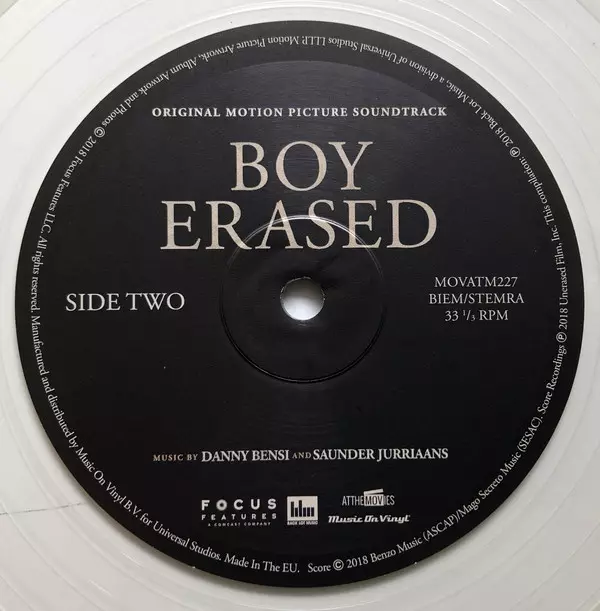 ORIGINAL MOTION PICTURE SOUNDTRACK
BOY
ERASED
SIDE TWO
MOVATM227
BIEM/STEMRA
33 1/3 RPM
MUSIC BY DANNY BENSI AND SAUNDER JURRIAANS
FOCUS
FEATURES
A COMCAST COMPANY
BACK LOT MUSIC
ATTHEMOVIES
Music On Vinyl
Score Recordings ℗ 2018 Unerased Film, Inc. This compilation: ℗ 2018 Back Lot Music, a division of Universal Studios LLLP. Motion Picture Artwork, Album Artwork and Photos © 2018 Focus Features LLC. All rights reserved. Manufactured and distributed by Music On Vinyl B.V. for Universal Studios. Made In The EU. Score © 2018 Benzo Music (ASCAP)/Mago Secreto Music (SESAC).